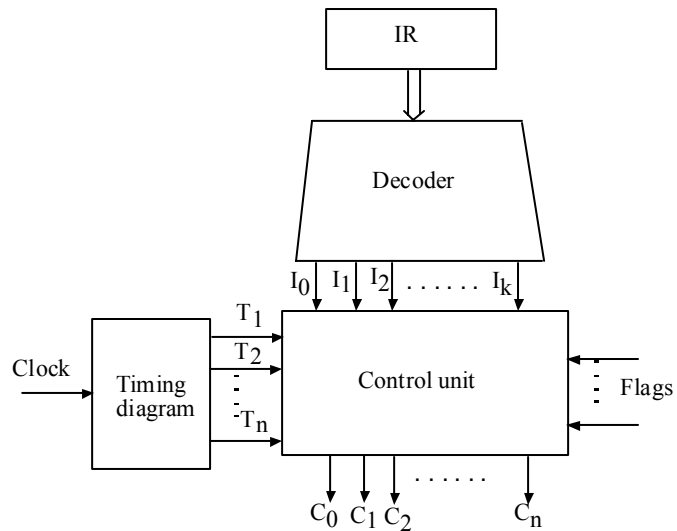 IR
Decoder
I0 I1 I2 ...... Ik
T1
T2
Tn
Clock
Timing
diagram
Control unit
Flags
C0 C1 C2 ...... Cn